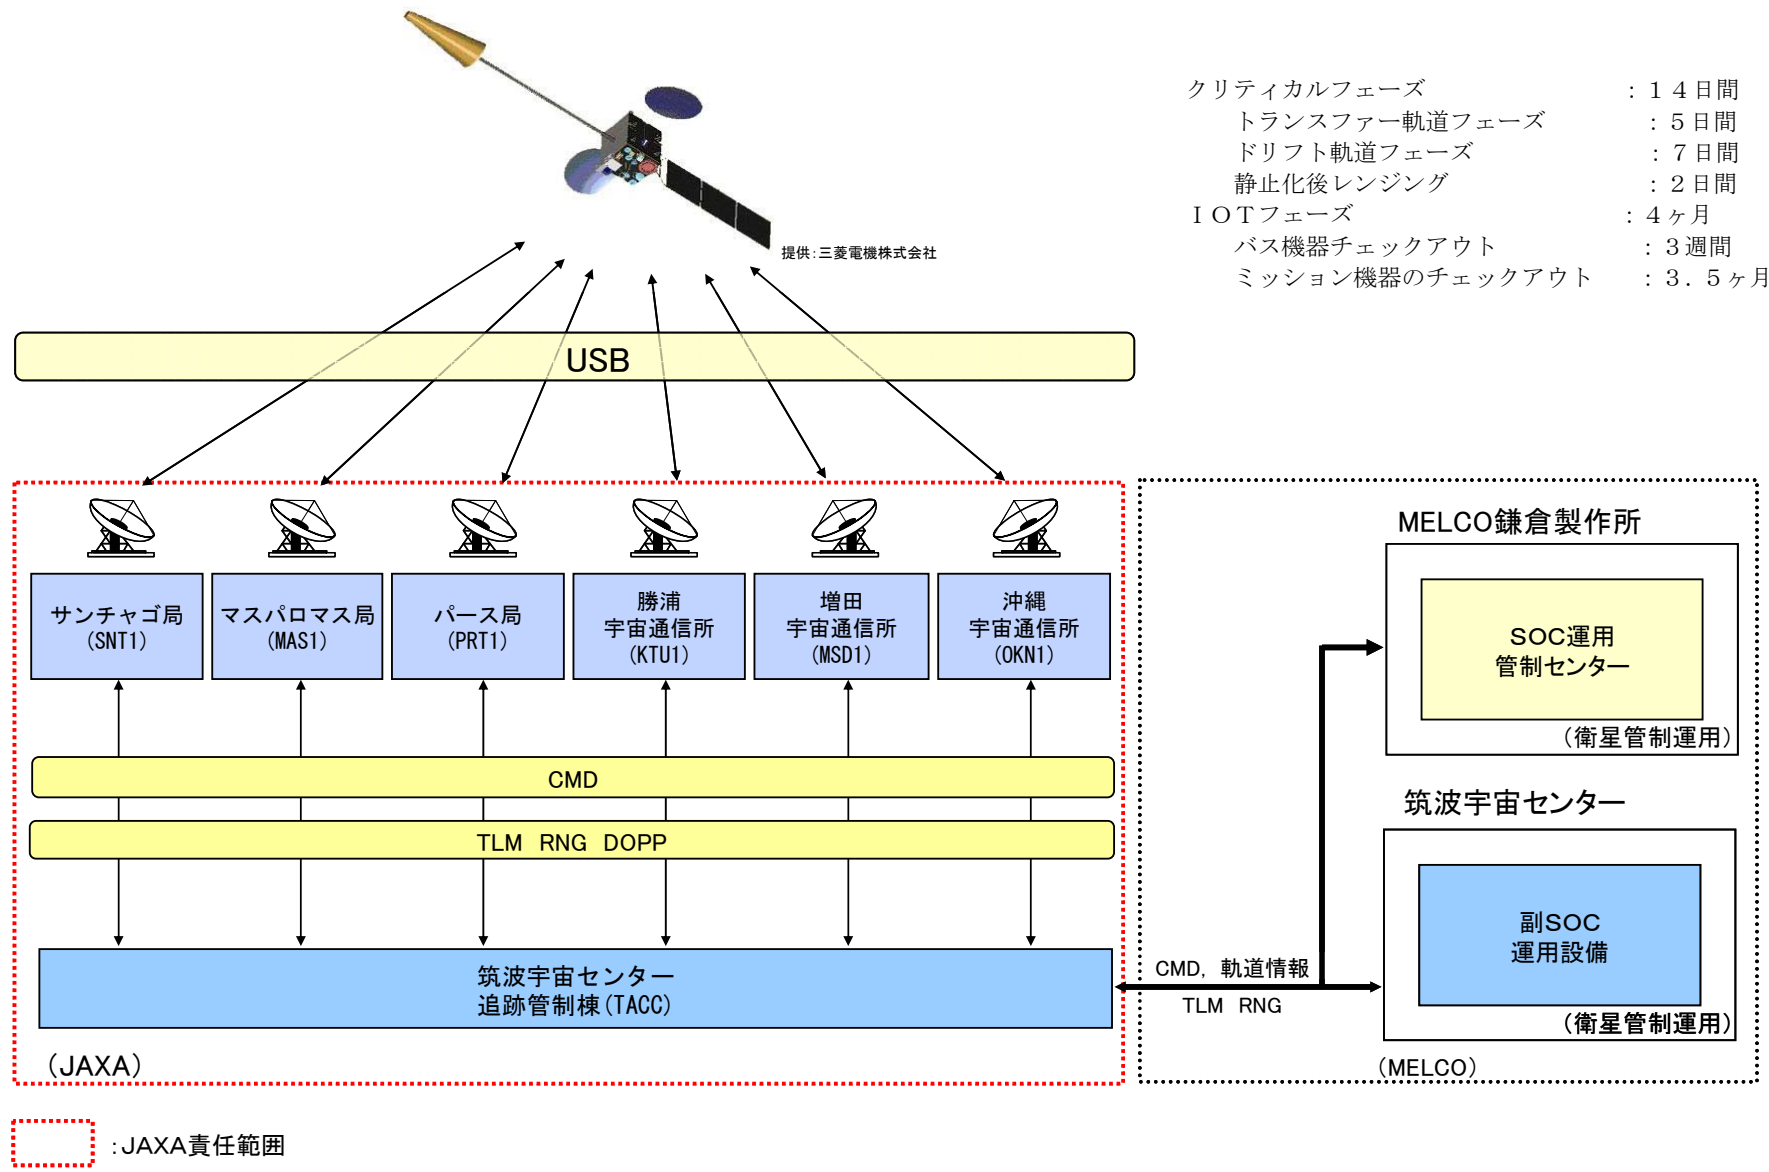 クリティカルフェーズ : 14日間
トランスファー軌道フェーズ : 5日間
ドリフト軌道フェーズ : 7日間
静止化後レンジング : 2日間
IOTフェーズ : 4ヶ月
バス機器チェックアウト : 3週間
ミッション機器のチェックアウト : 3.5ヶ月
提供:三菱電機株式会社
USB
サンチャゴ局
(SNT1)
マスパロマス局
(MAS1)
パース局
(PRT1)
勝浦
宇宙通信所
(KTU1)
増田
宇宙通信所
(MSD1)
沖縄
宇宙通信所
(OKN1)
CMD
TLM RNG DOPP
筑波宇宙センター
追跡管制棟(TACC)
(JAXA)
CMD, 軌道情報
TLM RNG
MELCO鎌倉製作所
SOC運用
管制センター
(衛星管制運用)
筑波宇宙センター
副SOC
運用設備
(衛星管制運用)
(MELCO)
:JAXA責任範囲